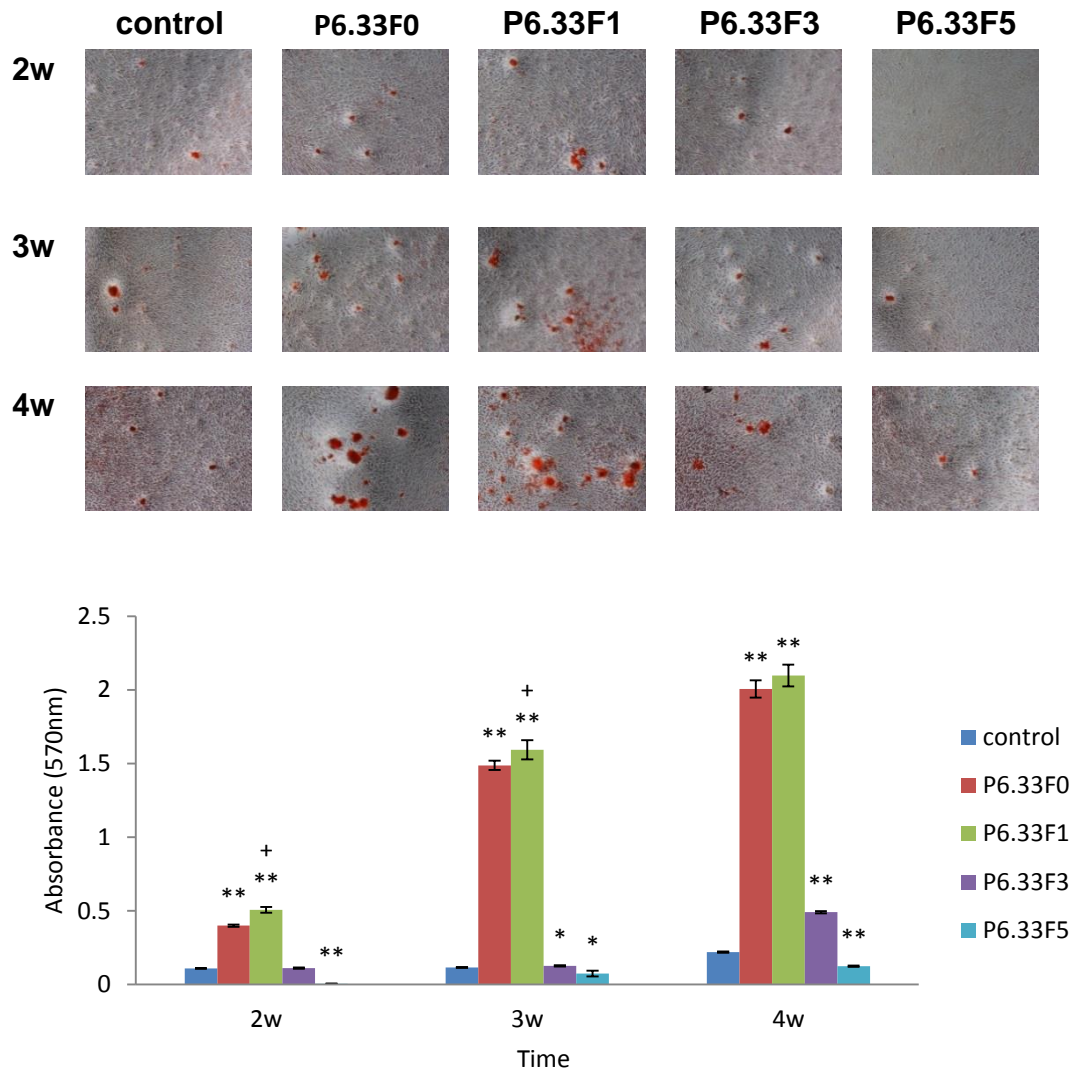 control P6.33F0 P6.33F1 P6.33F3 P6.33F5
2w
3w
4w
2.5
2
1.5
1
0.5
0
Absorbance (570nm)
** ** + **
** ** + * *
** ** ** **
2w 3w 4w
Time
control
P6.33F0
P6.33F1
P6.33F3
P6.33F5